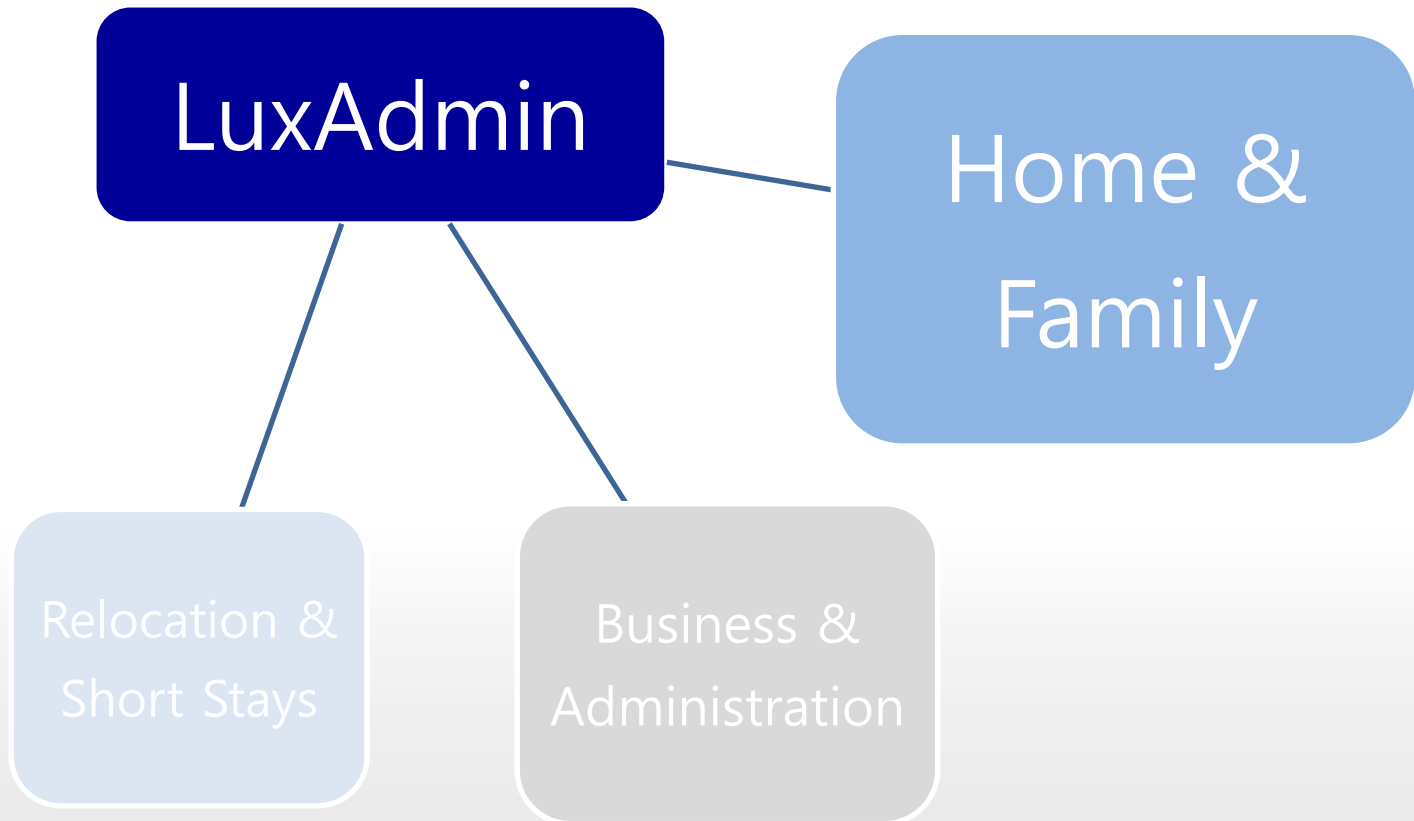 LuxAdmin
Home &
Family
Relocation &
Short Stays
Business &
Administration